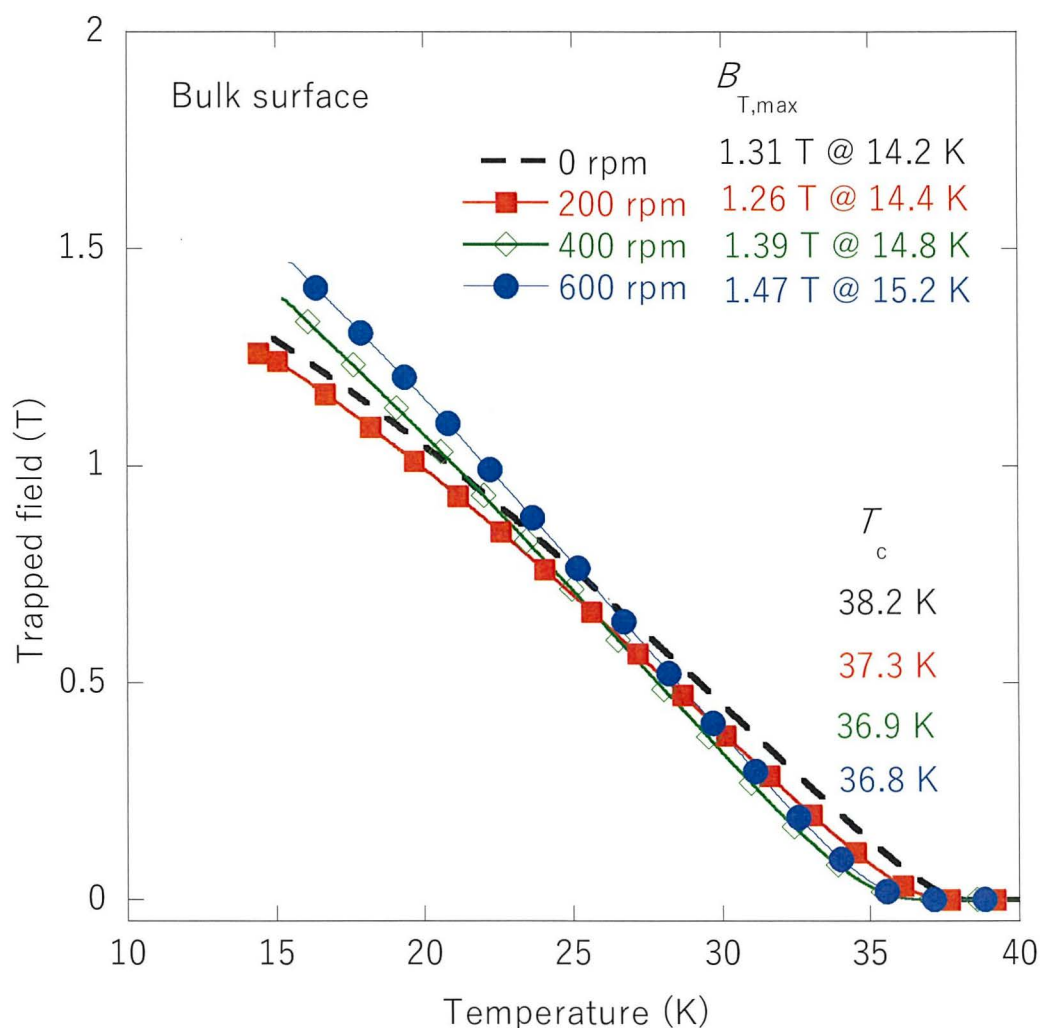 2
Bulk surface
B
T,max
0 rpm 1.31 T @ 14.2 K
200 rpm 1.26 T @ 14.4 K
400 rpm 1.39 T @ 14.8 K
600 rpm 1.47 T @ 15.2 K
1.5
1
0.5
0
Trapped field (T)
T
c
38.2 K
37.3 K
36.9 K
36.8 K
10 15 20 25 30 35 40
Temperature (K)